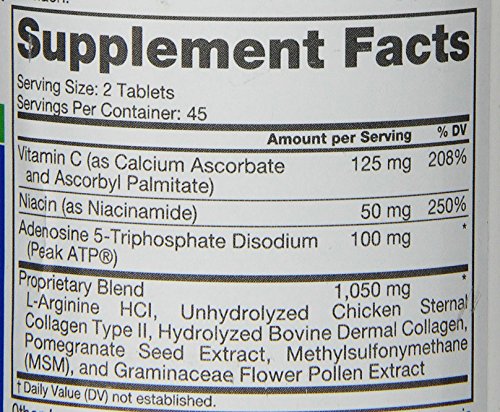 Supplement Facts
Serving Size: 2 Tablets
Servings Per Container: 45
Amount per Serving % DV
Vitamin C (as Calcium Ascorbate 125 mg 208%
and Ascorbyl Palmitate)
Niacin (as Niacinamide) 50 mg 250%
Adenosine 5-Triphosphate Disodium 100 mg *
(Peak ATP®)
Proprietary Blend 1,050 mg *
L-Arginine HCl, Unhydrolyzed Chicken Sternal
Collagen Type II, Hydrolyzed Bovine Dermal Collagen,
Pomegranate Seed Extract, Methylsulfonylmethane
(MSM), and Graminaceae Flower Pollen Extract
† Daily Value (DV) not established.